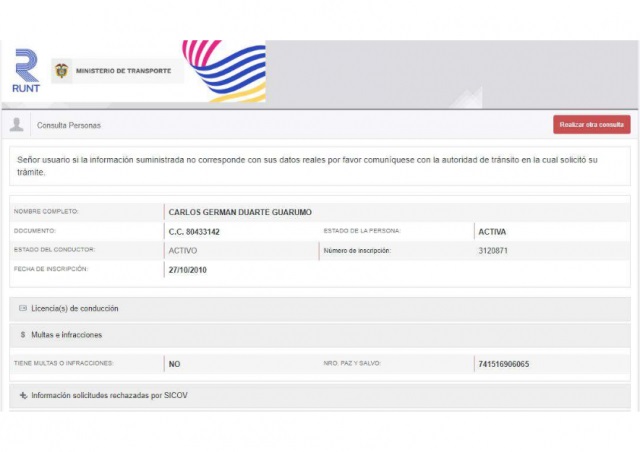 RUNT
MINISTERIO DE TRANSPORTE
Consulta Personas
Realizar otra consulta
Señor usuario si la información suministrada no corresponde con sus datos reales por favor comuníquese con la autoridad de tránsito en la cual solicitó su
trámite.
NOMBRE COMPLETO: CARLOS GERMAN DUARTE GUARUMO
DOCUMENTO: C.C. 80433142 ESTADO DE LA PERSONA: ACTIVA
ESTADO DEL CONDUCTOR: ACTIVO Número de inscripción: 3120871
FECHA DE INSCRIPCIÓN: 27/10/2010
Licencia(s) de conducción
$ Multas e infracciones
TIENE MULTAS O INFRACCIONES: NO NRO. PAZ Y SALVO: 741516906065
Información solicitudes rechazadas por SICOV